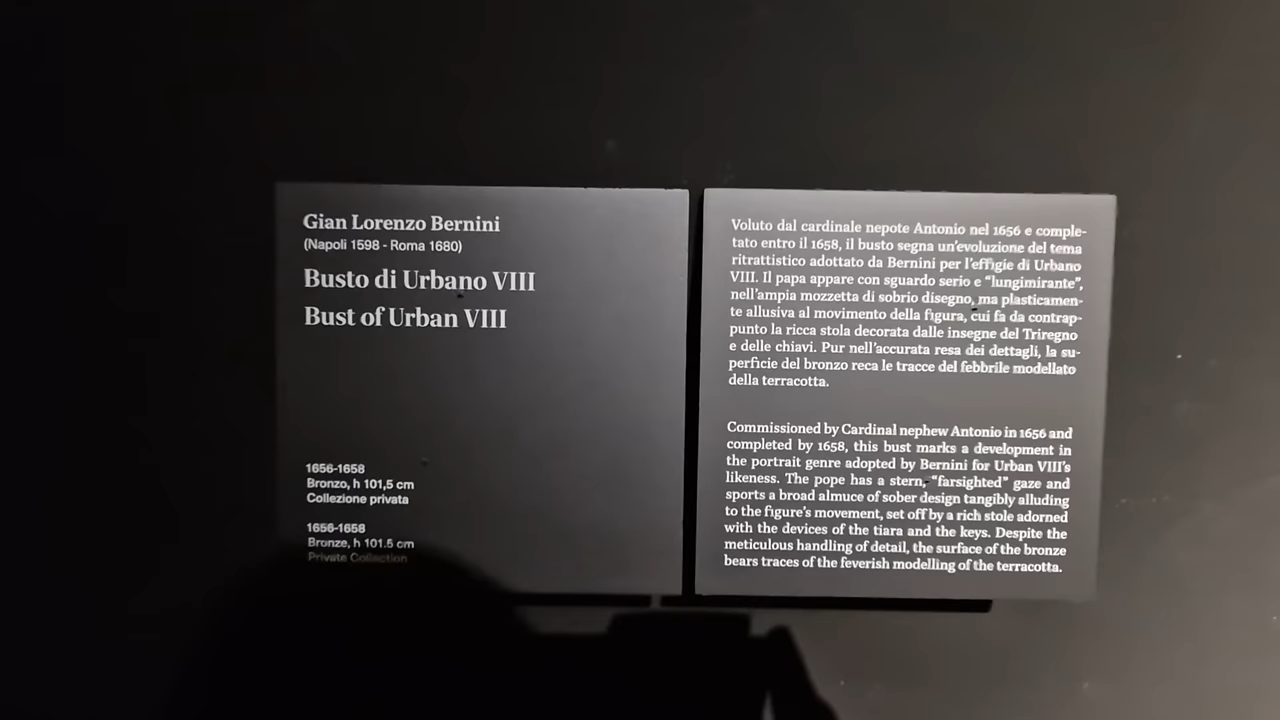 Gian Lorenzo Bernini
(Napoli 1598 - Roma 1680)
Busto di Urbano VIII
Bust of Urban VIII
1656-1658
Bronzo, h 101,5 cm
Collezione privata
1656-1658
Bronze, h 101.5 cm
Private Collection
Voluto dal cardinale nepote Antonio nel 1656 e comple-
tato entro il 1658, il busto segna un'evoluzione del tema
ritrattistico adottato da Bernini per l'effigie di Urbano
VIII. Il papa appare con sguardo serio e "lungimirante",
nell'ampia mozzetta di sobrio disegno, ma plasticamen-
te allusiva al movimento della figura, cui fa da contrap-
punto la ricca stola decorata dalle insegne del Triregno
e delle chiavi. Pur nell'accurata resa dei dettagli, la su-
perficie del bronzo reca le tracce del febbrile modellato
della terracotta.
Commissioned by Cardinal nephew Antonio in 1656 and
completed by 1658, this bust marks a development in
the portrait genre adopted by Bernini for Urban VIII's
likeness. The pope has a stern, "farsighted" gaze and
sports a broad almuce of sober design tangibly alluding
to the figure's movement, set off by a rich stole adorned
with the devices of the tiara and the keys. Despite the
meticulous handling of detail, the surface of the bronze
bears traces of the feverish modelling of the terracotta.